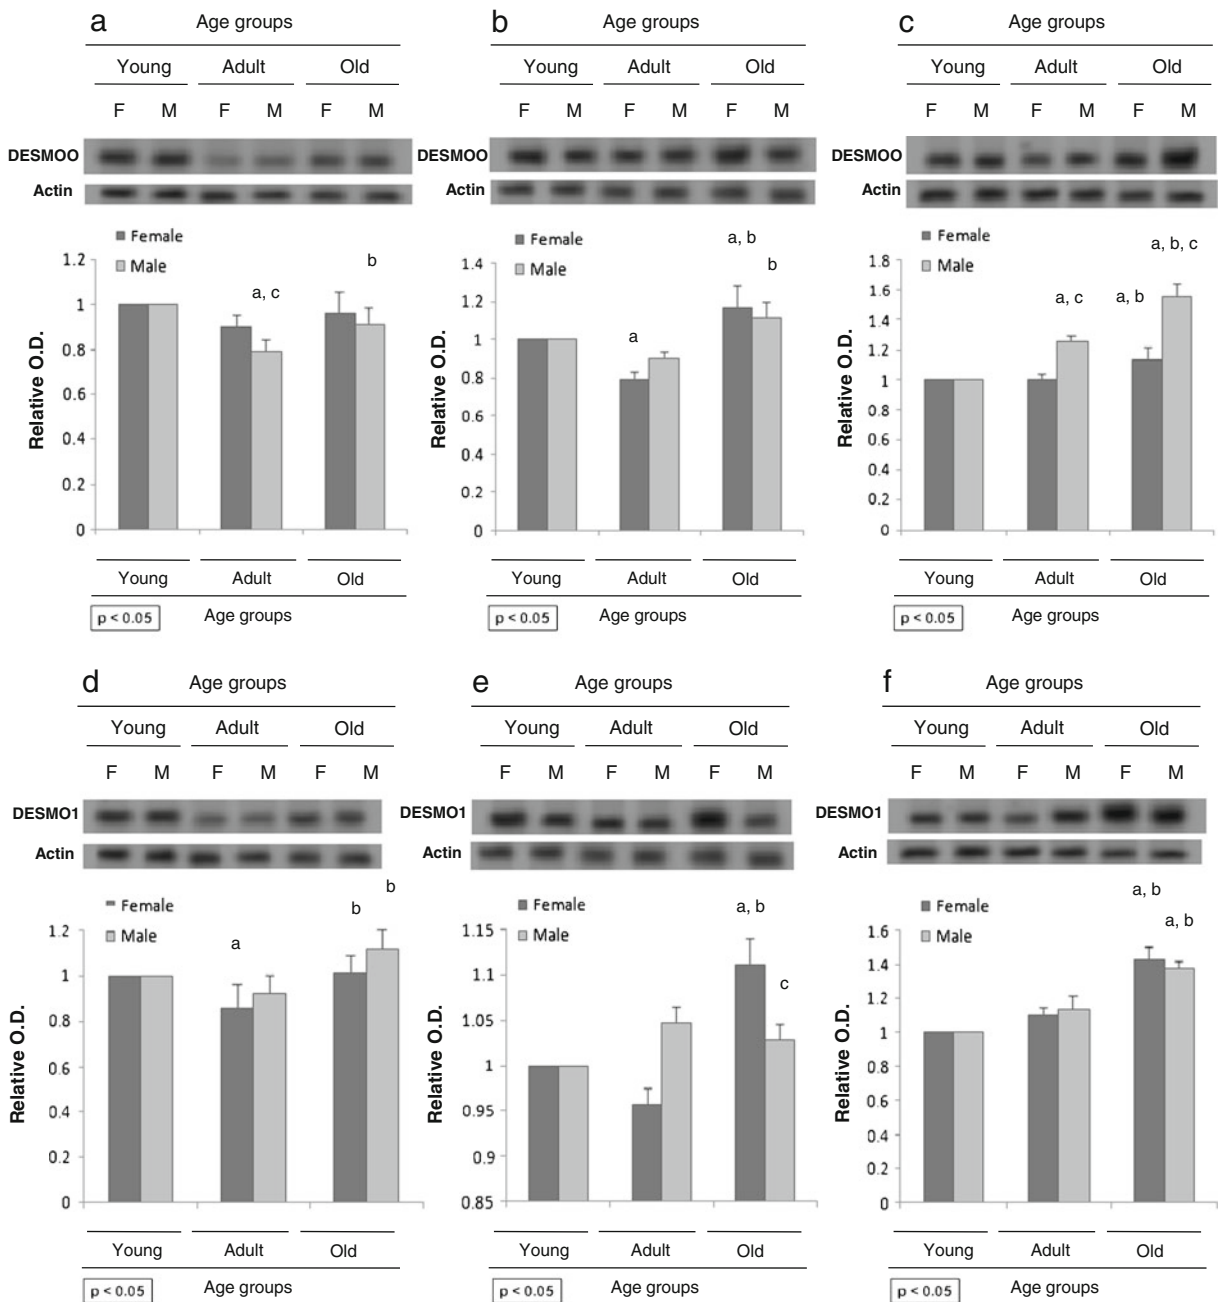 a
Age groups
Young Adult Old
F M F M F M
DESMOO
Actin
Female
Male
b
a, c
Relative O.D.
1.2
1
0.8
0.6
0.4
0.2
0
Young Adult Old
p < 0.05
Age groups
b
Age groups
Young Adult Old
F M F M F M
DESMOO
Actin
Female
Male
a, b
b
a
Relative O.D.
1.4
1.2
1
0.8
0.6
0.4
0.2
0
Young Adult Old
p < 0.05
Age groups
c
Age groups
Young Adult Old
F M F M F M
DESMOO
Actin
Female
Male
a, b, c
a, c
a, b
Relative O.D.
1.8
1.6
1.4
1.2
1
0.8
0.6
0.4
0.2
0
Young Adult Old
p < 0.05
Age groups
d
Age groups
Young Adult Old
F M F M F M
DESMO1
Actin
Female
Male
b
b
a
Relative O.D.
1.2
1
0.8
0.6
0.4
0.2
0
Young Adult Old
p < 0.05
Age groups
e
Age groups
Young Adult Old
F M F M F M
DESMO1
Actin
Female
Male
a, b
c
Relative O.D.
1.15
1.1
1.05
1
0.95
0.9
0.85
Young Adult Old
p < 0.05
Age groups
f
Age groups
Young Adult Old
F M F M F M
DESMO1
Actin
Female
Male
a, b
a, b
Relative O.D.
1.6
1.4
1.2
1
0.8
0.6
0.4
0.2
0
Young Adult Old
p < 0.05
Age groups